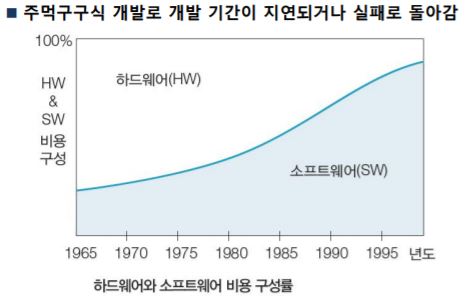 ■ 주먹구구식 개발로 개발 기간이 지연되거나 실패로 돌아감
100%
HW
&
SW
비용
구성
하드웨어(HW)
소프트웨어(SW)
1965 1970 1975 1980 1985 1990 1995 년도
하드웨어와 소프트웨어 비용 구성률